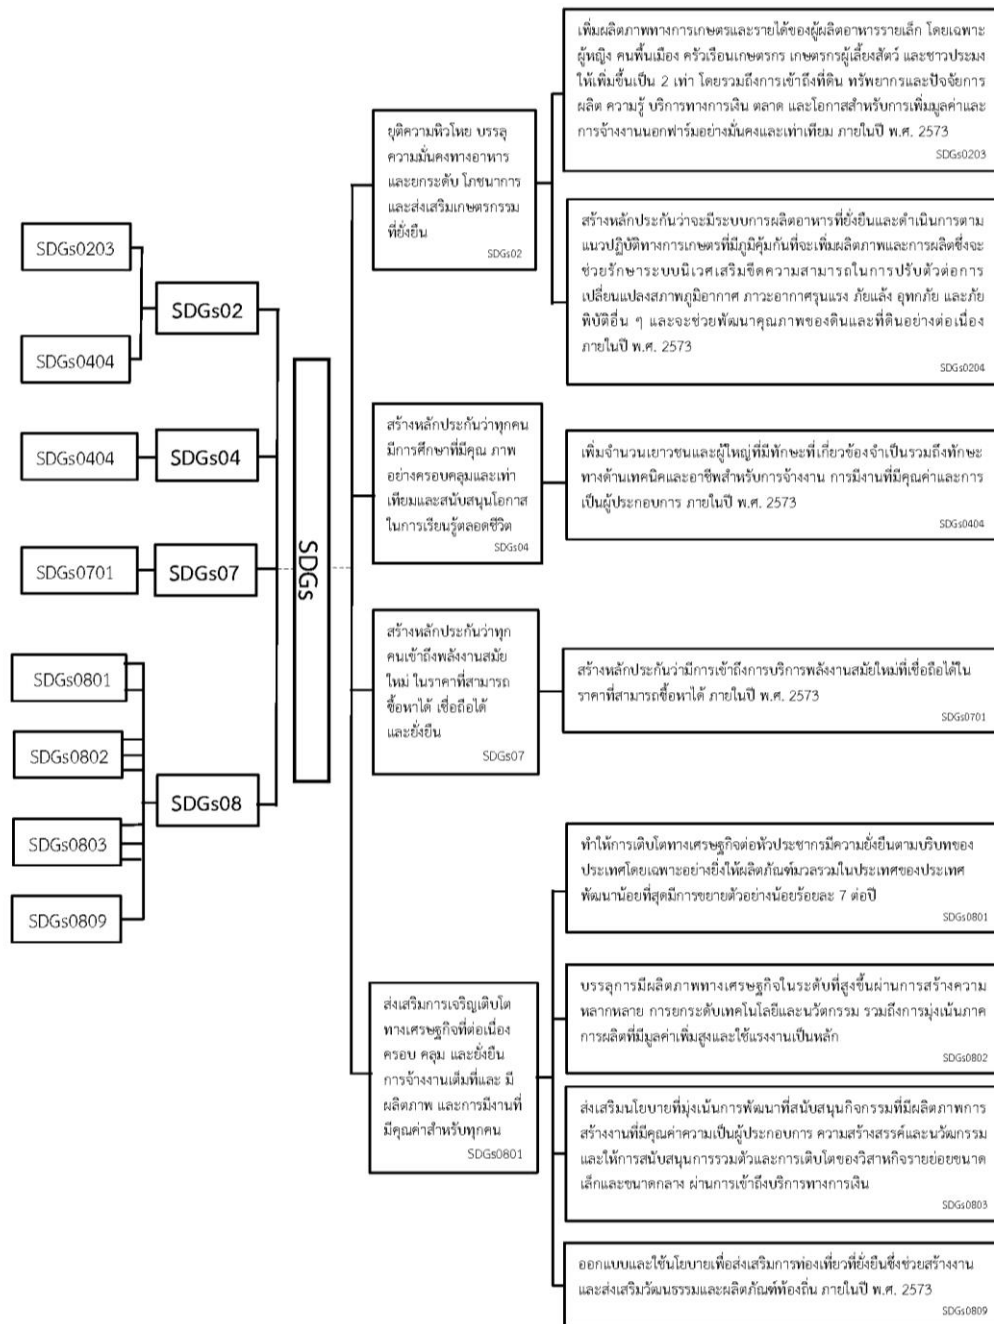 SDGs0203
SDGs02
SDGs0404
SDGs0404
SDGs04
SDGs0701
SDGs07
SDGs0801
SDGs0802
SDGs08
SDGs0803
SDGs0809
SDGs
ยุติความหิวโหย บรรลุ
ความมั่นคงทางอาหาร
และยกระดับ โภชนาการ
และส่งเสริมเกษตรกรรม
ที่ยั่งยืน
SDGs02
เพิ่มผลิตภาพทางการเกษตรและรายได้ของผู้ผลิตอาหารรายเล็ก โดยเฉพาะ
ผู้หญิง คนพื้นเมือง ครัวเรือนเกษตรกร เกษตรกรผู้เลี้ยงสัตว์ และชาวประมง
ให้เพิ่มขึ้นเป็น 2 เท่า โดยรวมถึงการเข้าถึงที่ดิน ทรัพยากรและปัจจัยการ
ผลิต ความรู้ บริการทางการเงิน ตลาด และโอกาสสำหรับการเพิ่มมูลค่าและ
การจ้างงานนอกฟาร์มอย่างมั่นคงและเท่าเทียม ภายในปี พ.ศ. 2573
SDGs0203
สร้างหลักประกันว่าจะมีระบบการผลิตอาหารที่ยั่งยืนและดำเนินการตาม
แนวปฏิบัติทางการเกษตรที่มีภูมิคุ้มกันที่จะเพิ่มผลิตภาพและการผลิตซึ่งจะ
ช่วยรักษาระบบนิเวศเสริมขีดความสามารถในการปรับตัวต่อการ
เปลี่ยนแปลงสภาพภูมิอากาศ ภาวะอากาศรุนแรง ภัยแล้ง อุทกภัย และภัย
พิบัติอื่น ๆ และจะช่วยพัฒนาคุณภาพของดินและที่ดินอย่างต่อเนื่อง
ภายในปี พ.ศ. 2573
SDGs0204
สร้างหลักประกันว่าทุกคน
มีการศึกษาที่มีคุณ ภาพ
อย่างครอบคลุมและเท่า
เทียมและสนับสนุนโอกาส
ในการเรียนรู้ตลอดชีวิต
SDGs04
เพิ่มจำนวนเยาวชนและผู้ใหญ่ที่มีทักษะที่เกี่ยวข้องจำเป็นรวมถึงทักษะ
ทางด้านเทคนิคและอาชีพสำหรับการจ้างงาน การมีงานที่มีคุณค่าและการ
เป็นผู้ประกอบการ ภายในปี พ.ศ. 2573
SDGs0404
สร้างหลักประกันว่าทุก
คนเข้าถึงพลังงานสมัย
ใหม่ ในราคาที่สามารถ
ซื้อหาได้ เชื่อถือได้
และยั่งยืน
SDGs07
สร้างหลักประกันว่ามีการเข้าถึงการบริการพลังงานสมัยใหม่ที่เชื่อถือได้ใน
ราคาที่สามารถซื้อหาได้ ภายในปี พ.ศ. 2573
SDGs0701
ส่งเสริมการเจริญเติบโต
ทางเศรษฐกิจที่ต่อเนื่อง
ครอบ คลุม และยั่งยืน
การจ้างงานเต็มที่และ มี
ผลิตภาพ และการมีงานที่
มีคุณค่าสำหรับทุกคน
SDGs0801
ทำให้การเติบโตทางเศรษฐกิจต่อหัวประชากรมีความยั่งยืนตามบริบทของ
ประเทศโดยเฉพาะอย่างยิ่งให้ผลิตภัณฑ์มวลรวมในประเทศของประเทศ
พัฒนาน้อยที่สุดมีการขยายตัวอย่างน้อยร้อยละ 7 ต่อปี
SDGs0801
บรรลุการมีผลิตภาพทางเศรษฐกิจในระดับที่สูงขึ้นผ่านการสร้างความ
หลากหลาย การยกระดับเทคโนโลยีและนวัตกรรม รวมถึงการมุ่งเน้นภาค
การผลิตที่มีมูลค่าเพิ่มสูงและใช้แรงงานเป็นหลัก
SDGs0802
ส่งเสริมนโยบายที่มุ่งเน้นการพัฒนาที่สนับสนุนกิจกรรมที่มีผลิตภาพการ
สร้างงานที่มีคุณค่าความเป็นผู้ประกอบการ ความสร้างสรรค์และนวัฒกรรม
และให้การสนับสนุนการรวมตัวและการเติบโตของวิสาหกิจรายย่อยขนาด
เล็กและขนาดกลาง ผ่านการเข้าถึงบริการทางการเงิน
SDGs0803
ออกแบบและใช้นโยบายเพื่อส่งเสริมการท่องเที่ยวที่ยั่งยืนซึ่งช่วยสร้างงาน
และส่งเสริมวัฒนธรรมและผลิตภัณฑ์ท้องถิ่น ภายในปี พ.ศ. 2573
SDGs0809